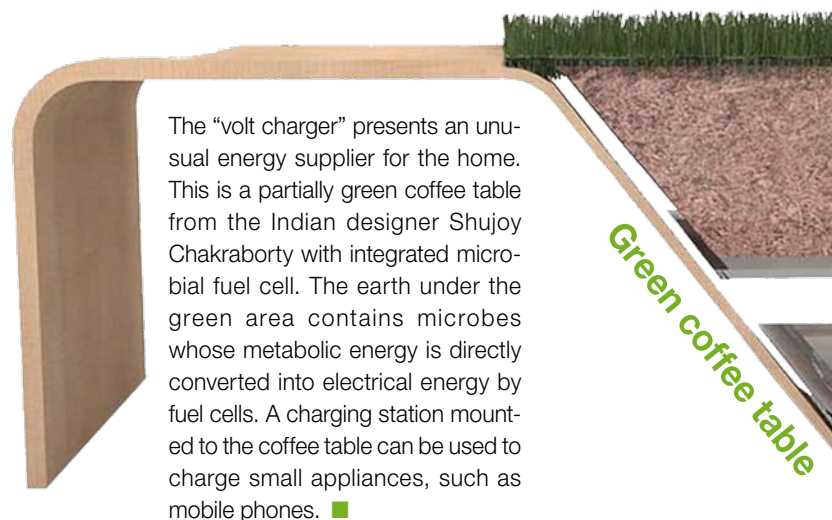 The “volt charger” presents an unu-
sual energy supplier for the home.
This is a partially green coffee table
from the Indian designer Shujoy
Chakraborty with integrated micro-
bial fuel cell. The earth under the
green area contains microbes
whose metabolic energy is directly
converted into electrical energy by
fuel cells. A charging station mount-
ed to the coffee table can be used to
charge small appliances, such as
mobile phones. ■
Green coffee table